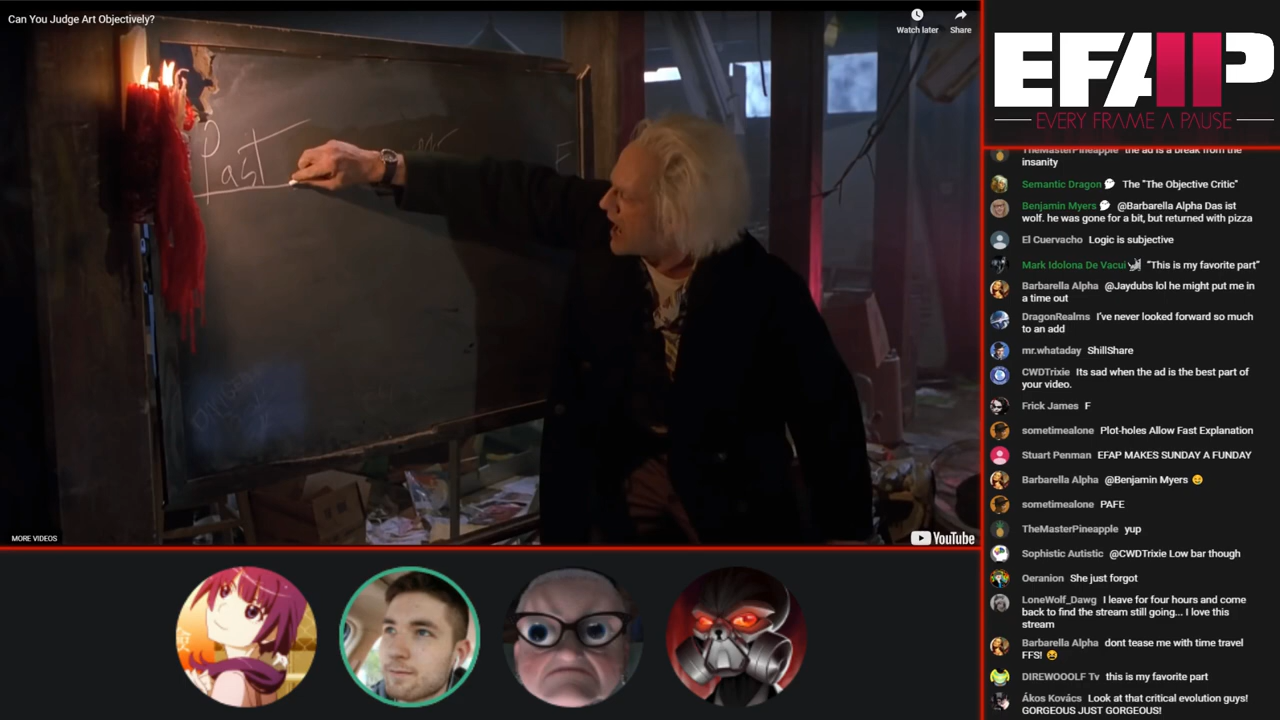 Can You Judge Art Objectively?
Watch later
Share
Past
MORE VIDEOS
YouTube
EFAP
EVERY FRAME A PAUSE
TheMasterPineapple the ad is a break from the
insanity
Semantic Dragon The "The Objective Critic"
Benjamin Myers @Barbarella Alpha Das ist
wolf. he was gone for a bit, but returned with pizza
El Cuervacho Logic is subjective
Mark Idolona De Vacui "This is my favorite part"
Barbarella Alpha @Jaydubs lol he might put me in
a time out
DragonRealms I've never looked forward so much
to an add
mr.whataday ShillShare
CWDTrixie Its sad when the ad is the best part of
your video.
Frick James F
sometimealone Plot-holes Allow Fast Explanation
Stuart Penman EFAP MAKES SUNDAY A FUNDAY
Barbarella Alpha @Benjamin Myers
sometimealone PAFE
TheMasterPineapple yup
Sophistic Autistic @CWDTrixie Low bar though
Oeranion She just forgot
LoneWolf_Dawg I leave for four hours and come
back to find the stream still going... I love this
stream
Barbarella Alpha dont tease me with time travel
FFS!
DIREWOOOLF Tv this is my favorite part
Ákos Kovács Look at that critical evolution guys!
GORGEOUS JUST GORGEOUS!